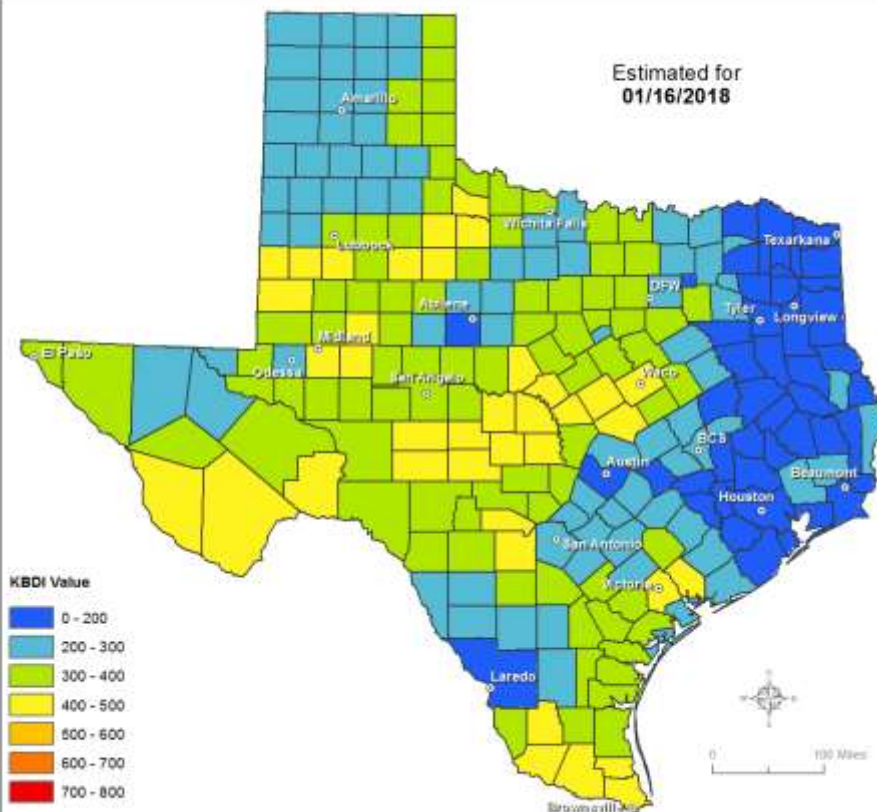 Estimated for
01/16/2018
Amarillo
Wichita Falls
Lubbock
Texarkana
DFW
Abilene
Tyler
Longview
Midland
El Paso
Odessa
San Angelo
Waco
BCS
Austin
Beaumont
Houston
San Antonio
Victoria
KBDI Value
0 - 200
200 - 300
300 - 400
400 - 500
500 - 600
600 - 700
700 - 800
Laredo
0 100 Miles